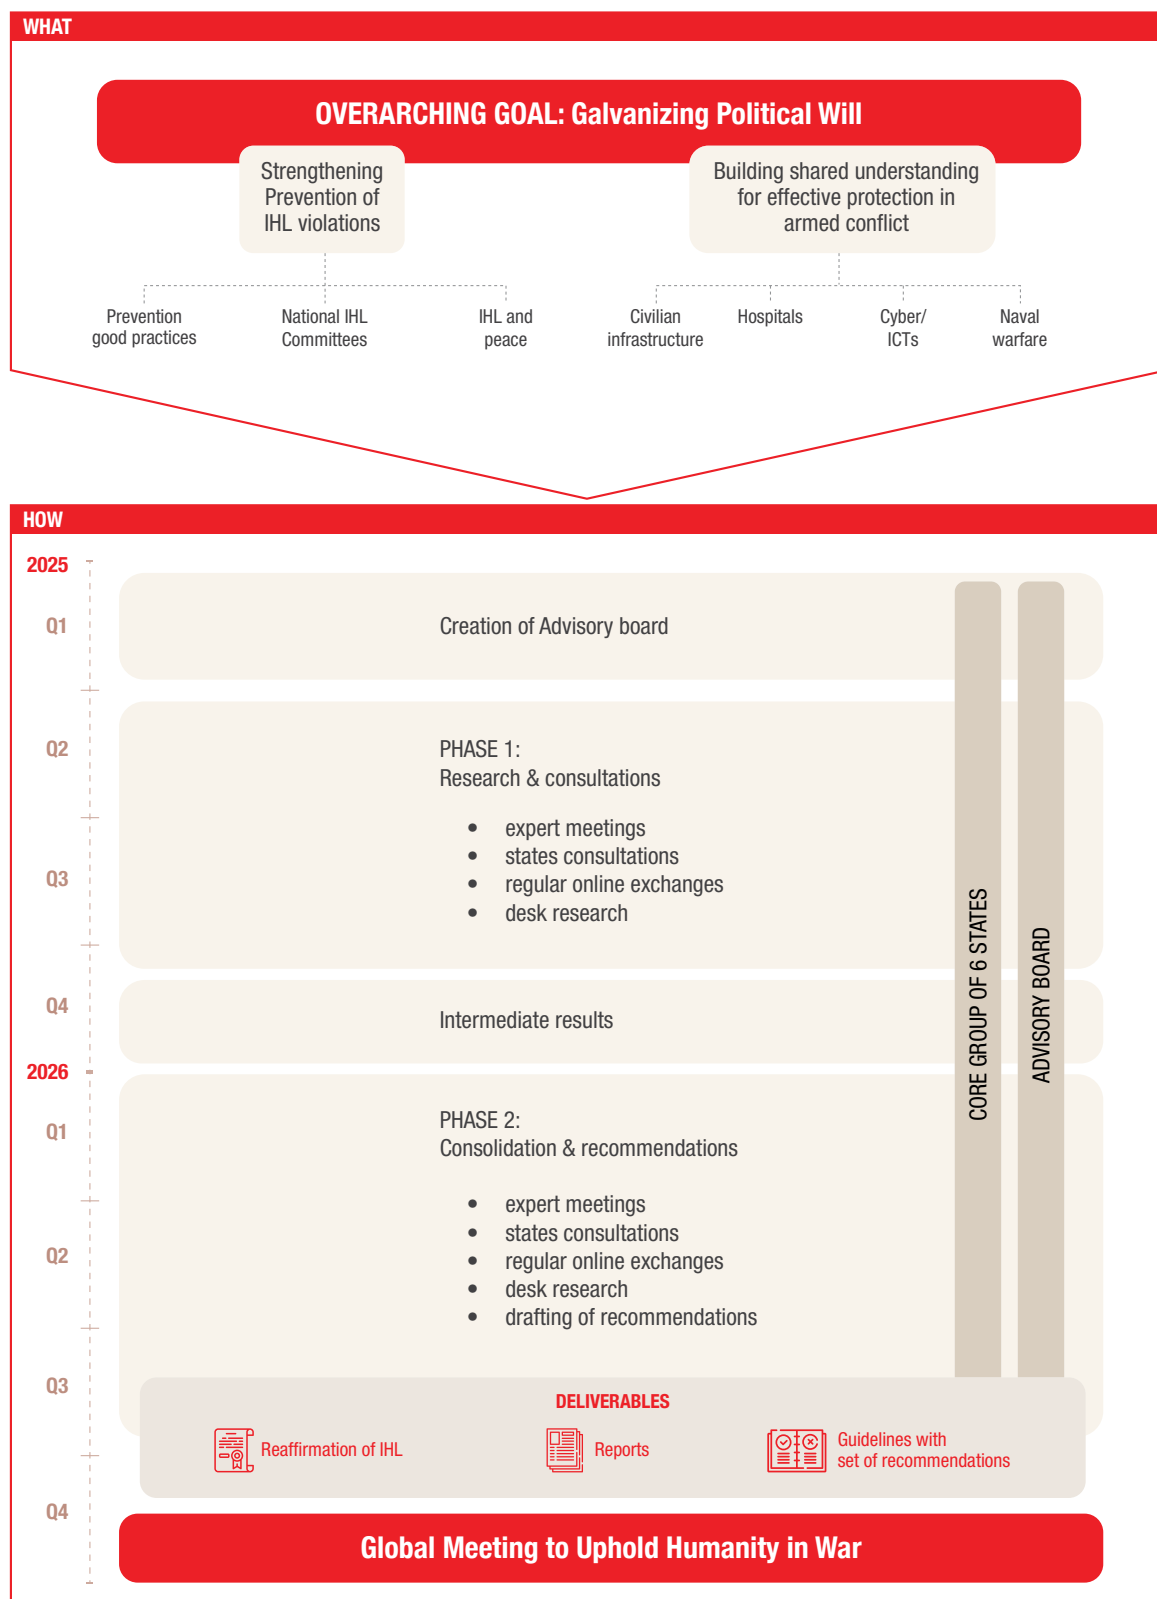 WHAT
OVERARCHING GOAL: Galvanizing Political Will
Strengthening
Prevention of
IHL violations
Building shared understanding
for effective protection in
armed conflict
Prevention
good practices
National IHL
Committees
IHL and
peace
Civilian
infrastructure
Hospitals
Cyber/
ICTs
Naval
warfare
HOW
2025
Q1
Creation of Advisory board
Q2
PHASE 1:
Research & consultations
• expert meetings
• states consultations
Q3
• regular online exchanges
• desk research
Q4
Intermediate results
2026
Q1
PHASE 2:
Consolidation & recommendations
• expert meetings
• states consultations
Q2
• regular online exchanges
• desk research
• drafting of recommendations
CORE GROUP OF 6 STATES
ADVISORY BOARD
Q3
DELIVERABLES
Reaffirmation of IHL
Reports
Guidelines with
set of recommendations
Q4
Global Meeting to Uphold Humanity in War